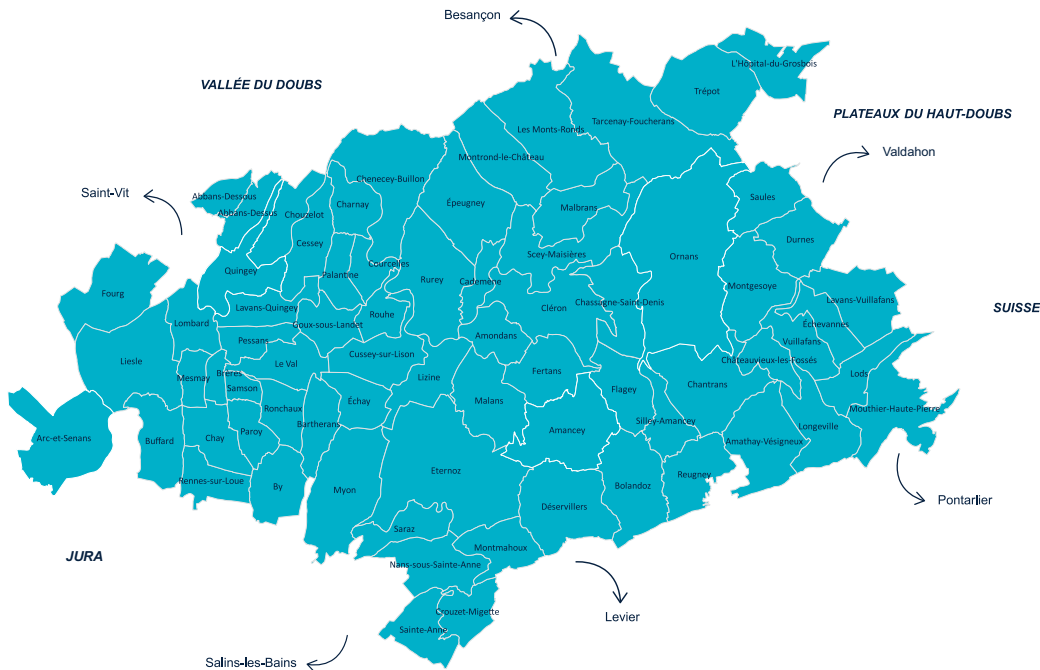 Besançon
L'Hôpital-du-Grosbois
VALLÉE DU DOUBS
Trépot
PLATEAUX DU HAUT-DOUBS
Tarcenay-Foucherans
Les Monts-Ronds
Valdahon
Montrond-le-Château
Chenecey-Buillon
Saint-Vit
Abbans-Dessous
Saules
Épeugney
Charnay
Malbrans
Abbans-Dessus
Chouzelot
Durnes
Cessey
Scey-Maisières
Ornans
Courcelles
Quingey
Palantine
Rurey
Cademène
Montgesoye
Fourg
Chassagne-Saint-Denis
Lavans-Vuillafans
Lavans-Quingey
Cléron
SUISSE
Rouhe
Lombard
Goux-sous-Landet
Échevannes
Amondans
Pessans
Vuillafans
Cussey-sur-Lison
Liesle
Le Val
Châteauvieux-les-Fossés
Fertans
Brères
Lods
Mesmay
Lizine
Chantrans
Samson
Flagey
Échay
Malans
Ronchaux
Mouthier-Haute-Pierre
Silley-Amancey
Bartherans
Longeville
Amancey
Paroy
Arc-et-Senans
Buffard
Chay
Amathay-Vésigneux
Eternoz
Reugney
Rennes-sur-Loue
Bolandoz
By
Myon
Pontarlier
Déservillers
Saraz
Montmahoux
JURA
Nans-sous-Sainte-Anne
Crouzet-Migette
Levier
Sainte-Anne
Salins-les-Bains